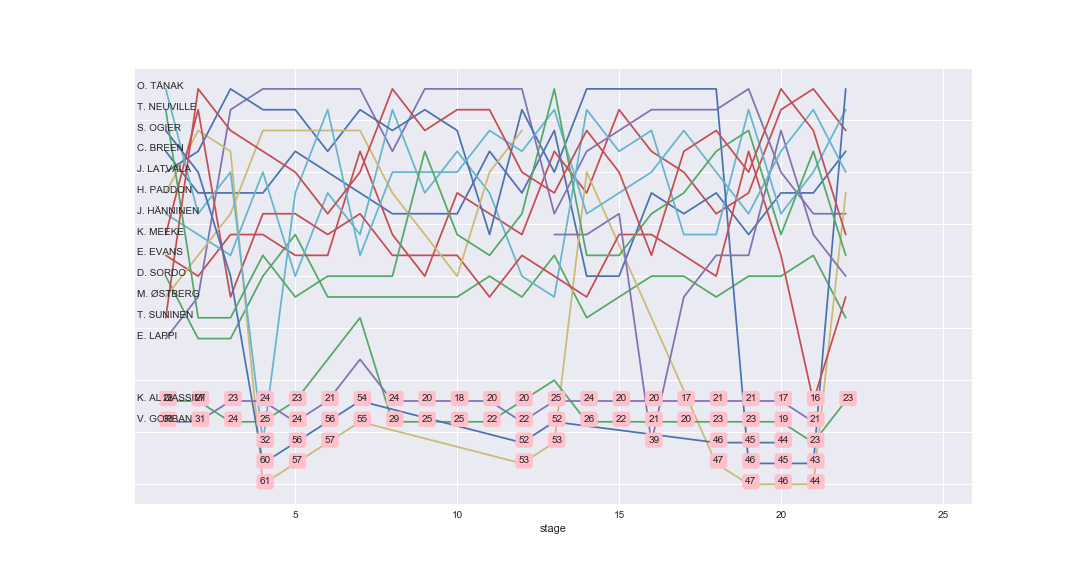 O. TÄNAK
T. NEUVILLE
S. OGIER
C. BREEN
J. LATVALA
H. PADDON
J. HÄNNINEN
K. MEEKE
E. EVANS
D. SORDO
M. ØSTBERG
T. SUNINEN
E. LAPPI
K. AL 23 24 23 21 54 24 20 18 20 20 25 24 20 20 17 21 21 17 16 23
V. GORBAN 31 24 25 24 56 55 29 25 25 22 22 52 26 22 21 20 23 23 19 21
32 56 57 52 53 39 46 45 44 23
60 57 53 47 46 45 43
61 47 46 44
5 10 15 20 25
stage